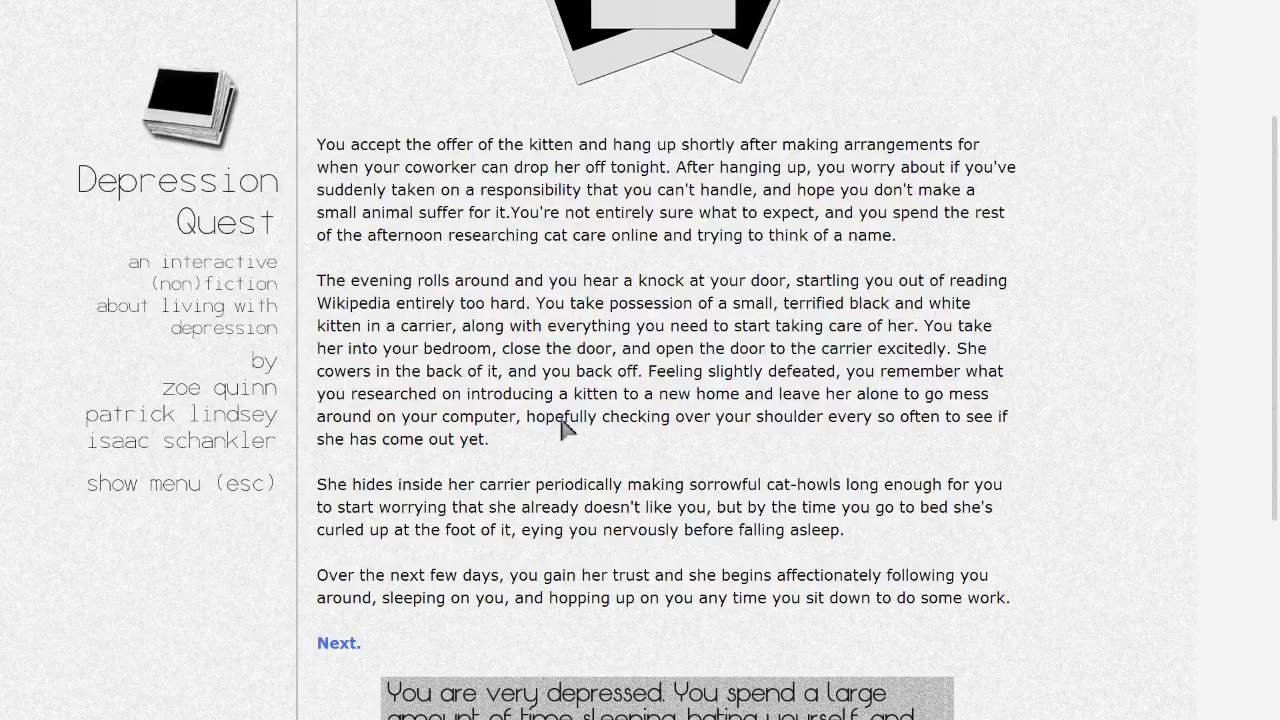 Depression
Quest
an interactive
(non)fiction
about living with
depression
by
zoe quinn
patrick lindsey
isaac schankler
show menu (esc)
You accept the offer of the kitten and hang up shortly after making arrangements for
when your coworker can drop her off tonight. After hanging up, you worry about if you've
suddenly taken on a responsibility that you can't handle, and hope you don't make a
small animal suffer for it.You're not entirely sure what to expect, and you spend the rest
of the afternoon researching cat care online and trying to think of a name.
The evening rolls around and you hear a knock at your door, startling you out of reading
Wikipedia entirely too hard. You take possession of a small, terrified black and white
kitten in a carrier, along with everything you need to start taking care of her. You take
her into your bedroom, close the door, and open the door to the carrier excitedly. She
cowers in the back of it, and you back off. Feeling slightly defeated, you remember what
you researched on introducing a kitten to a new home and leave her alone to go mess
around on your computer, hopefully checking over your shoulder every so often to see if
she has come out yet.
She hides inside her carrier periodically making sorrowful cat-howls long enough for you
to start worrying that she already doesn't like you, but by the time you go to bed she's
curled up at the foot of it, eying you nervously before falling asleep.
Over the next few days, you gain her trust and she begins affectionately following you
around, sleeping on you, and hopping up on you any time you sit down to do some work.
Next.
You are very depressed. You spend a large
amount of time sleeping, hating yourself, and